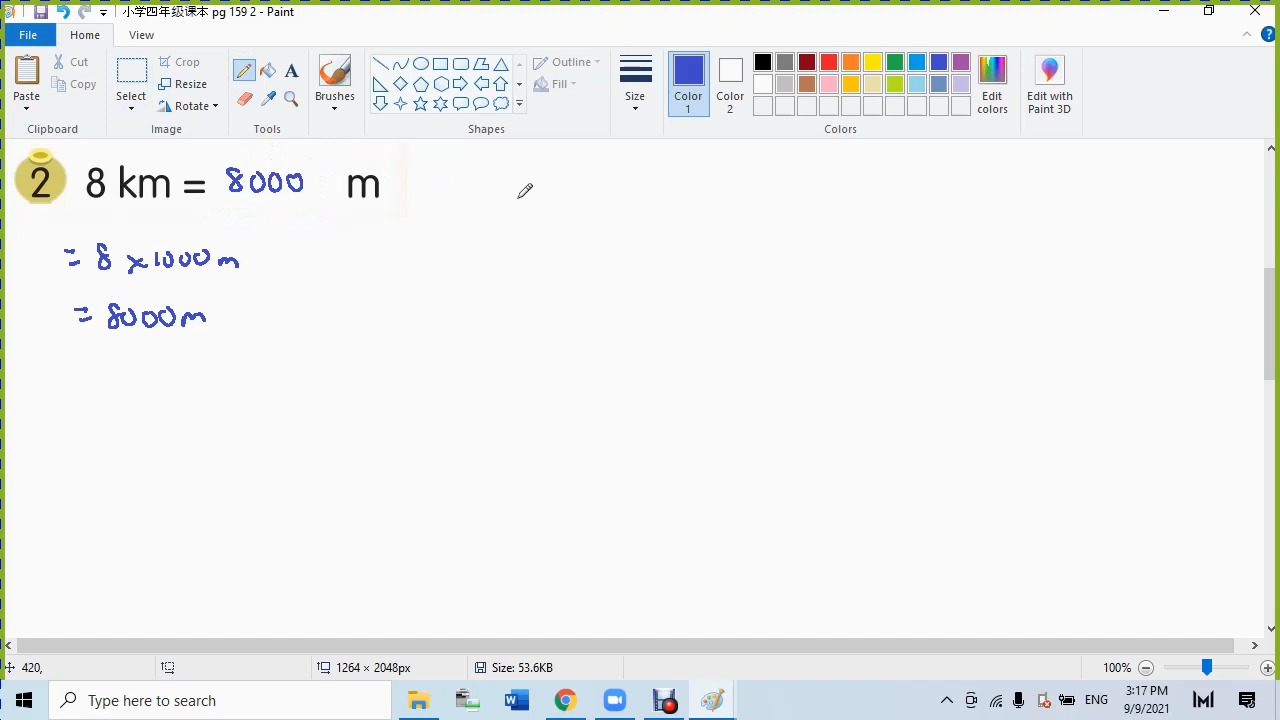 小学四年级课本 pg 159 2 - Paint
File Home View
Paste
Cut
Copy
Clipboard
Select
Crop
Resize
Rotate
Image
Tools
Brushes
Outline
Fill
Shapes
Size
Color 1
Color 2
Edit colors
Colors
Edit with Paint 3D
2 8 km = 8000 m
= 8 x 1000 m
= 8000 m
420,
1264 × 2048px
Size: 53.6KB
100%
Type here to search
ENG
3:17 PM
9/9/2021